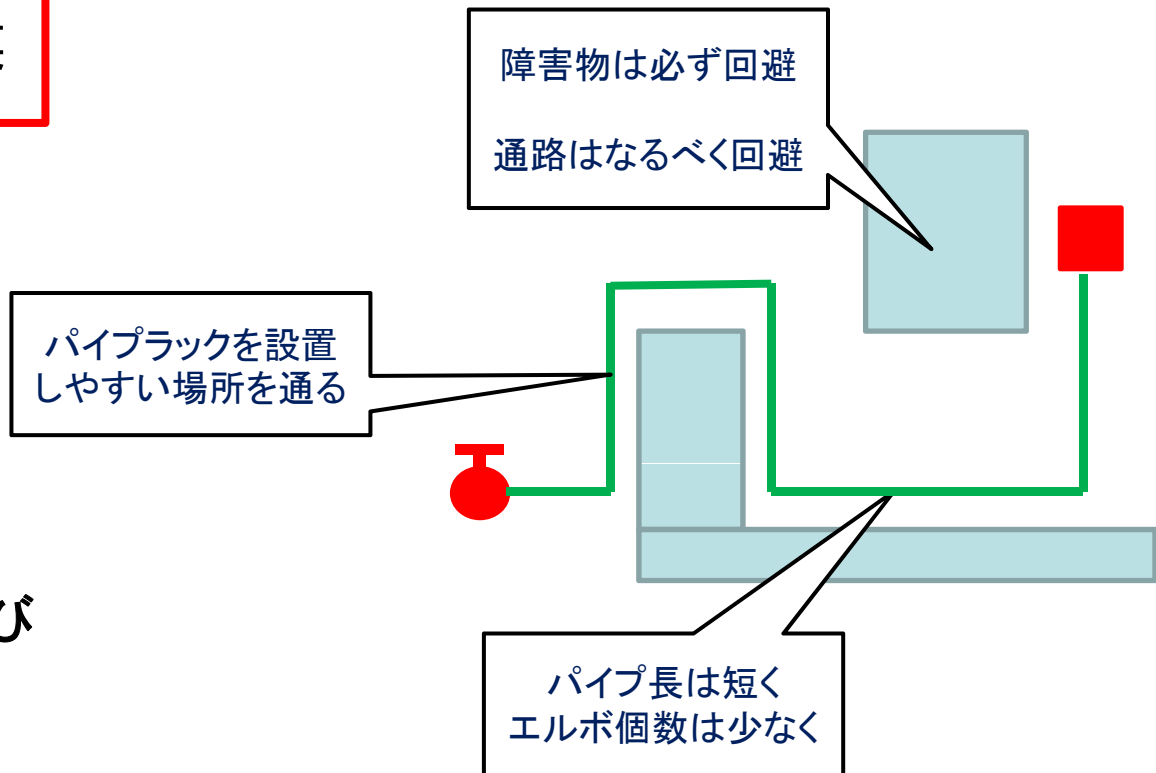 障害物は必ず回避
通路はなるべく回避
パイプラックを設置
しやすい場所を通る
び
パイプ長は短く
エルボ個数は少なく